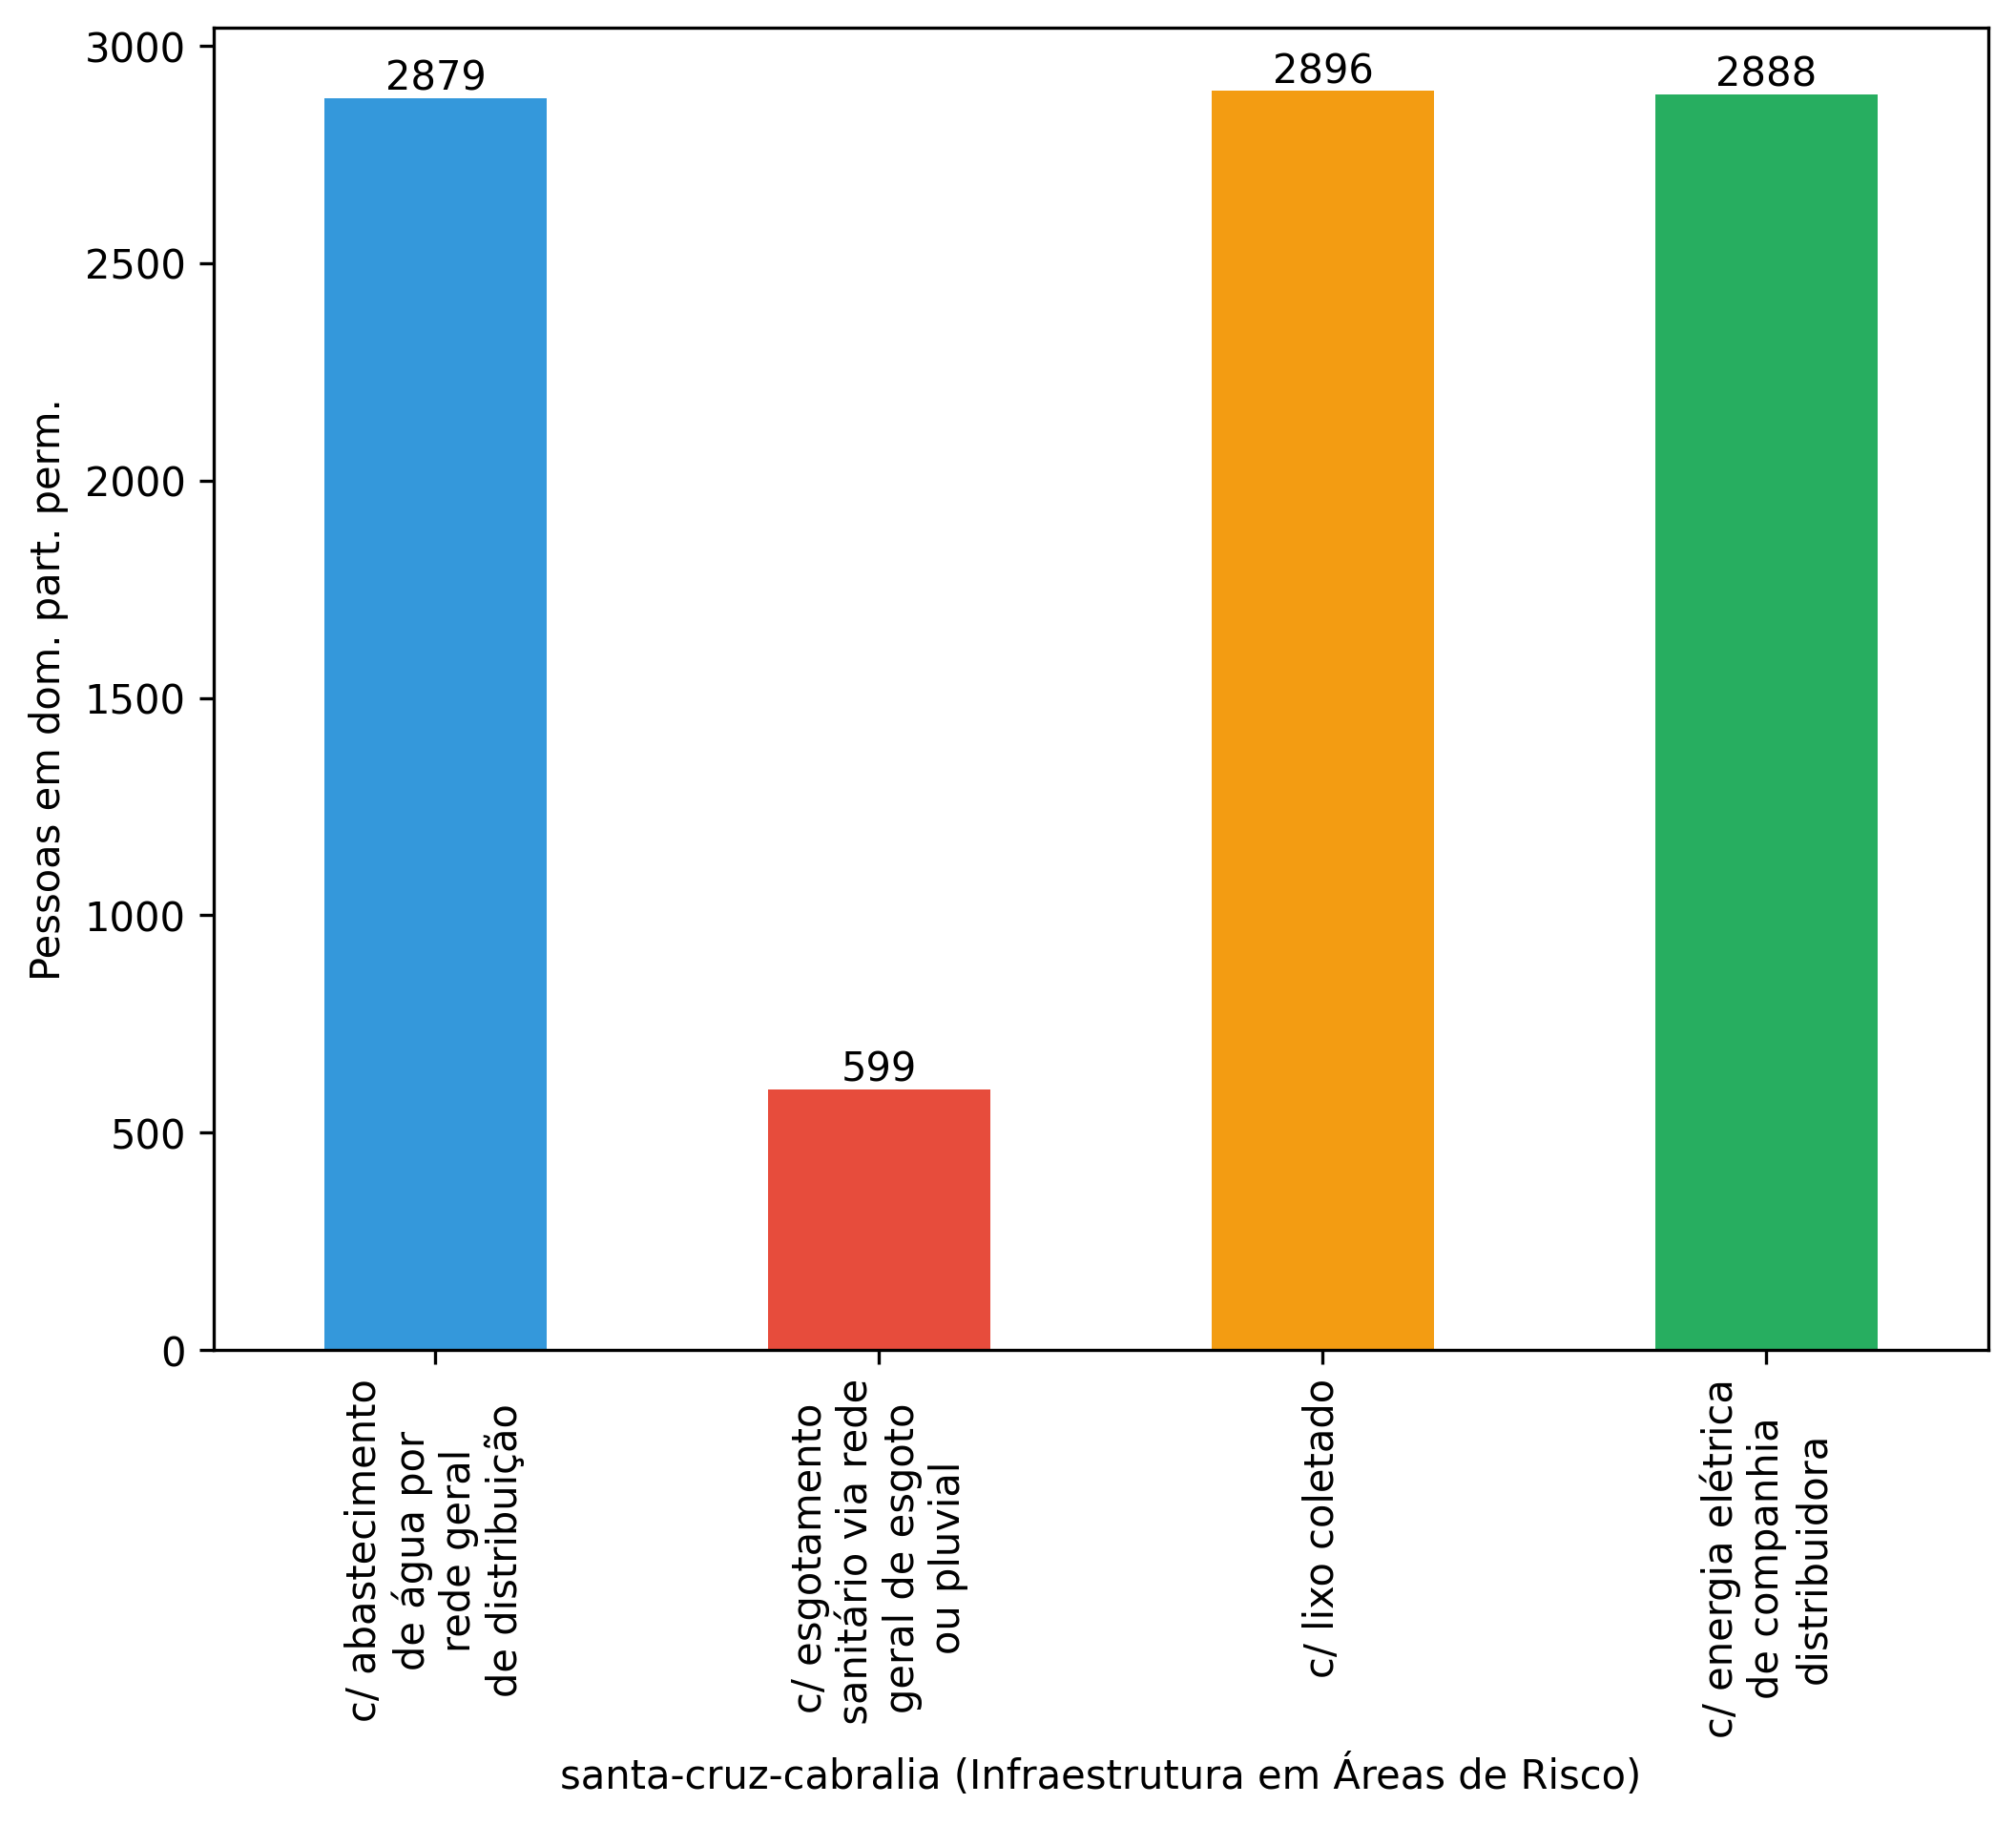 3000
2500
2000
1500
1000
500
0
Pessoas em dom. part. perm.
2879
599
2896
2888
c/ abastecimento
de água por
rede geral
de distribuição
c/ esgotamento
sanitário via rede
geral de esgoto
ou pluvial
c/ lixo coletado
c/ energia elétrica
de companhia
distribuidora
santa-cruz-cabralia (Infraestrutura em Áreas de Risco)